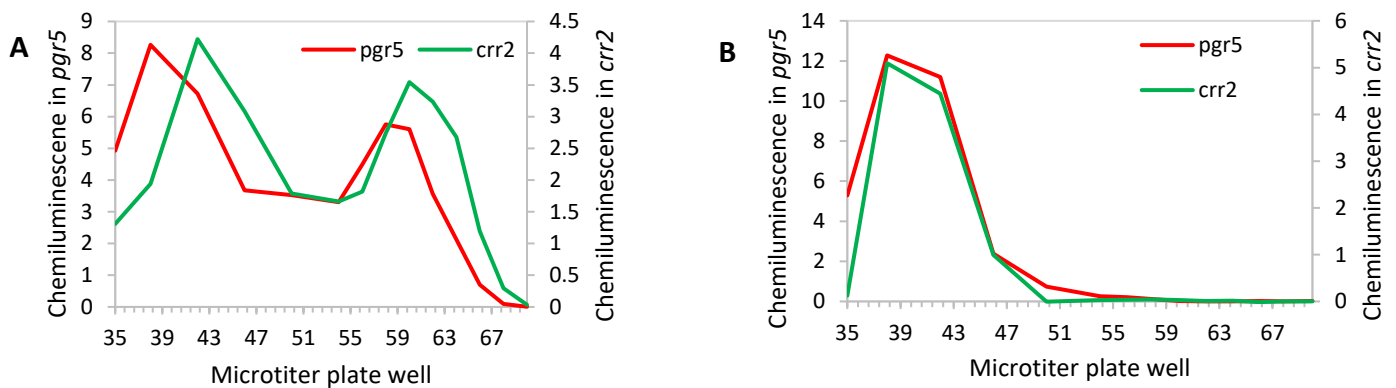 A
Chemiluminescene in pgr5
9
8
7
6
5
4
3
2
1
0
pgr5
crr2
4.5
4
3.5
3
2.5
2
1.5
1
0.5
0
Chemiluminescence in crr2
35 39 43 47 51 55 59 63 67
Microtiter plate well
B
Chemiluminescence in pgr5
14
12
10
8
6
4
2
0
pgr5
crr2
6
5
4
3
2
1
0
Chemiluminescence in crr2
35 39 43 47 51 55 59 63 67
Microtiter plate well